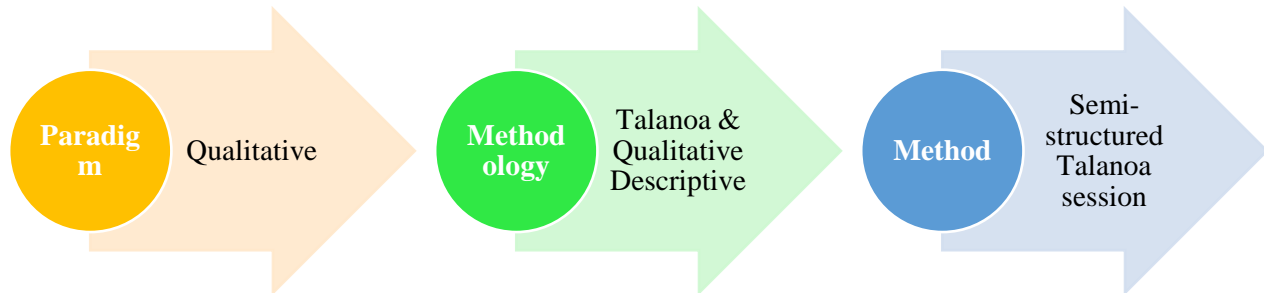 Paradig
m
Qualitative
Method
ology
Talanoa &
Qualitative
Descriptive
Method
Semi-
structured
Talanoa
session